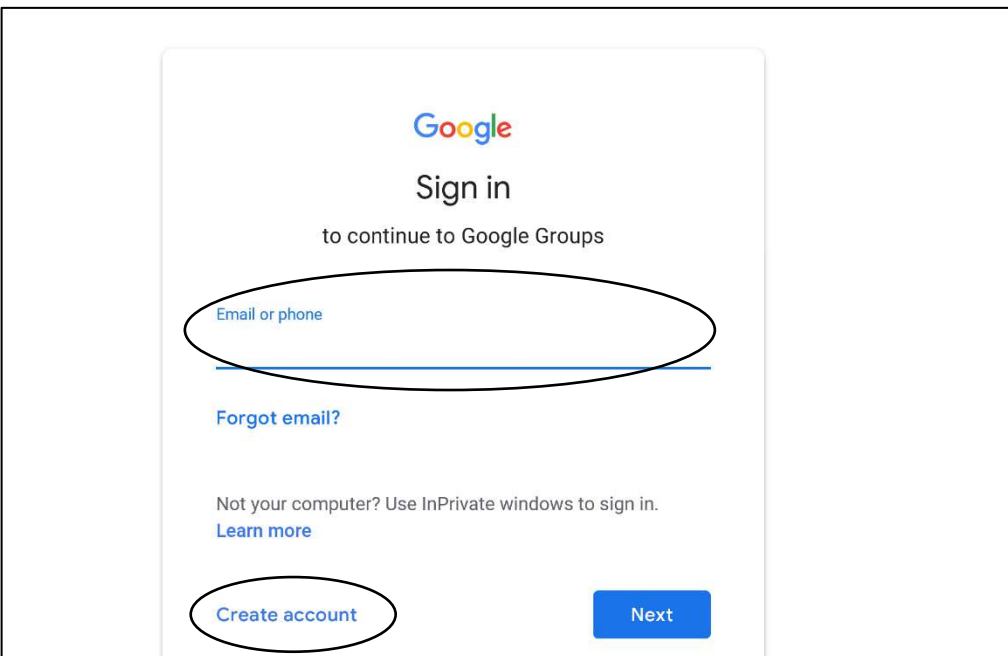 Google
Sign in
to continue to Google Groups
Email or phone
Forgot email?
Not your computer? Use InPrivate windows to sign in.
Learn more
Create account
Next